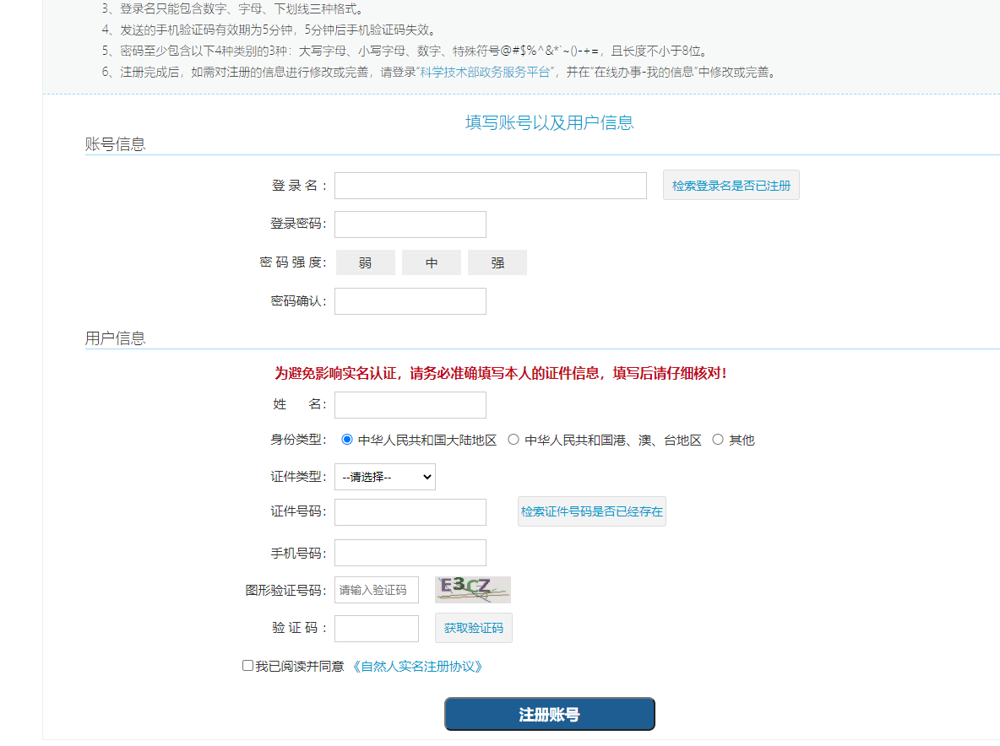 3、登录名只能包含数字、字母、下划线三种格式。
4、发送的手机验证码有效期为5分钟，5分钟后手机验证码失效。
5、密码至少包含以下4种类别的3种：大写字母、小写字母、数字、特殊符号@#$%^&*`~()-+=，且长度不小于8位。
6、注册完成后，如需对注册的信息进行修改或完善，请登录“科学技术部政务服务平台”，并在“在线办事-我的信息”中修改或完善。
填写账号以及用户信息
账号信息
登 录 名 ： 检索登录名是否已注册
登录密码：
密 码 强 度： 弱 中 强
密码确认：
用户信息
为避免影响实名认证，请务必准确填写本人的证件信息，填写后请仔细核对！
姓 名：
身份类型： 中华人民共和国大陆地区 中华人民共和国港、澳、台地区 其他
证件类型： --请选择--
证件号码： 检索证件号码是否已经存在
手机号码：
图形验证号码： 请输入验证码 E3CZ
验 证 码 ： 获取验证码
我已阅读并同意 《自然人实名注册协议》
注册账号